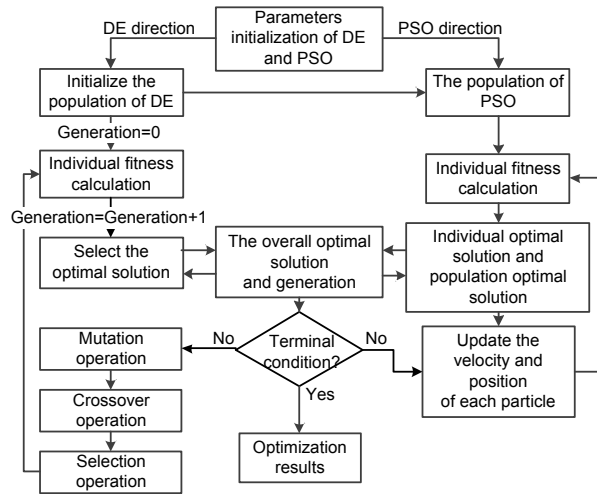 DE direction
Parameters
initialization of DE
and PSO
PSO direction
Initialize the
population of DE
The population of
PSO
Generation=0
Individual fitness
calculation
Individual fitness
calculation
Generation=Generation+1
Select the
optimal solution
The overall optimal
solution
and generation
Individual optimal
solution and
population optimal
solution
No
Terminal
condition?
No
Mutation
operation
Update the
velocity and
position
of each particle
Yes
Crossover
operation
Optimization
results
Selection
operation